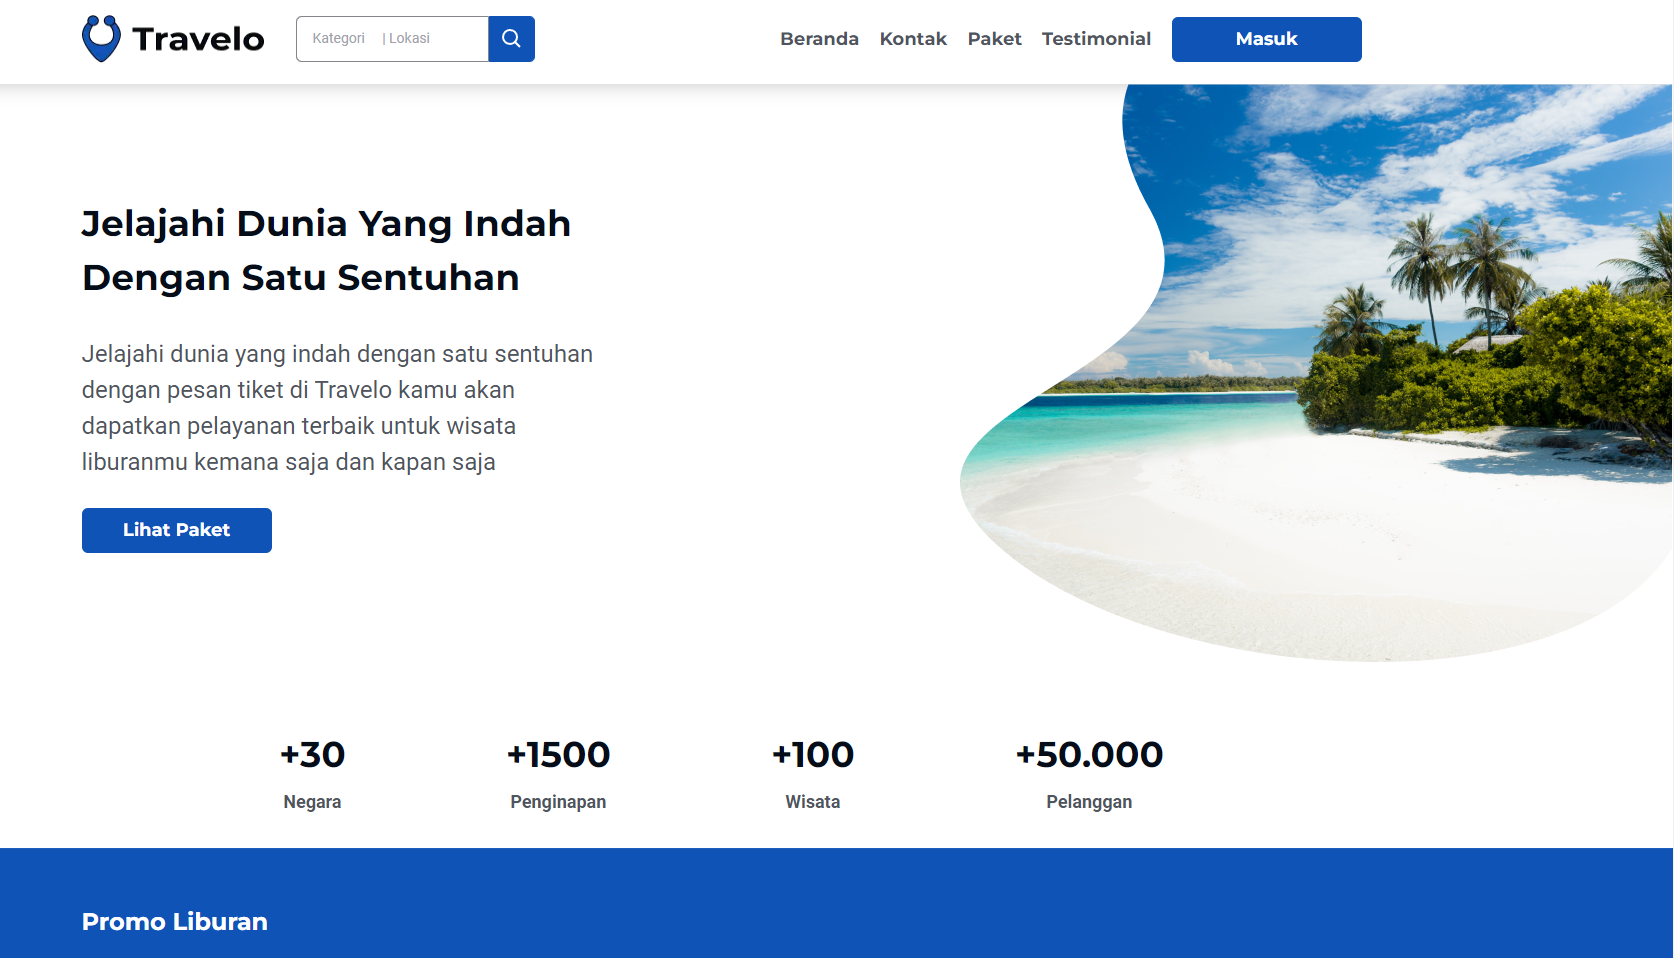 Travelo
Kategori | Lokasi
Beranda Kontak Paket Testimonial Masuk
Jelajahi Dunia Yang Indah
Dengan Satu Sentuhan
Jelajahi dunia yang indah dengan satu sentuhan
dengan pesan tiket di Travelo kamu akan
dapatkan pelayanan terbaik untuk wisata
liburanmu kemana saja dan kapan saja
Lihat Paket
+30 +1500 +100 +50.000
Negara Penginapan Wisata Pelanggan
Promo Liburan